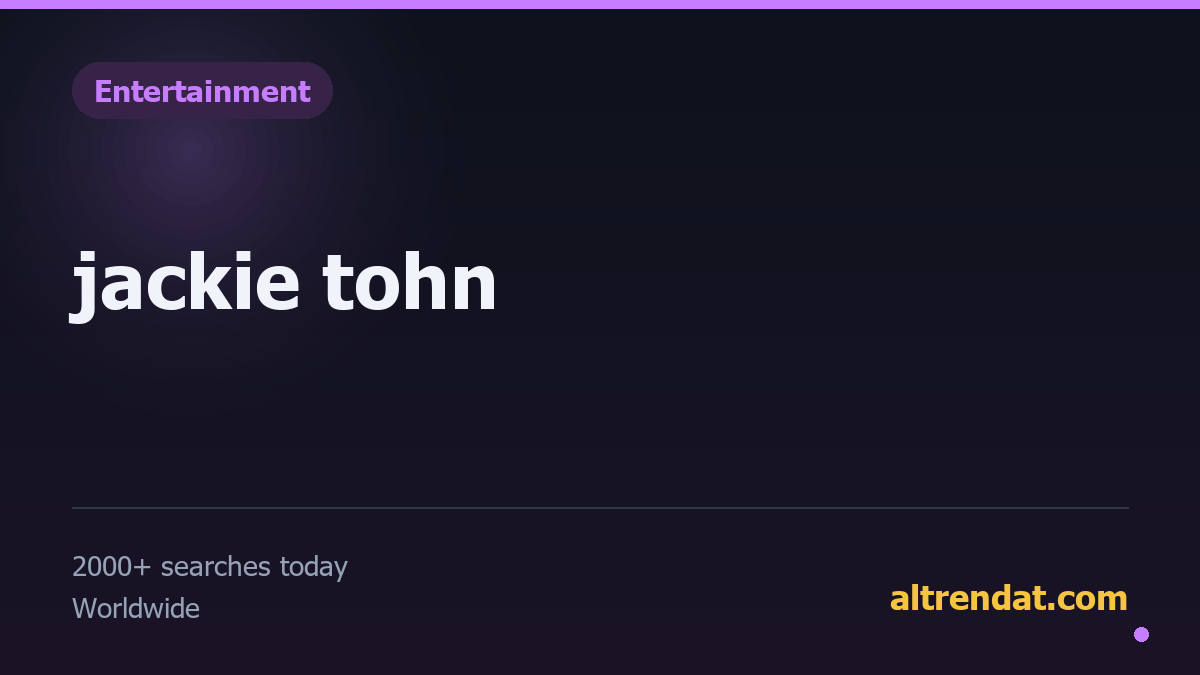 Entertainment
jackie tohn
2000+ searches today
Worldwide
altrendat.com